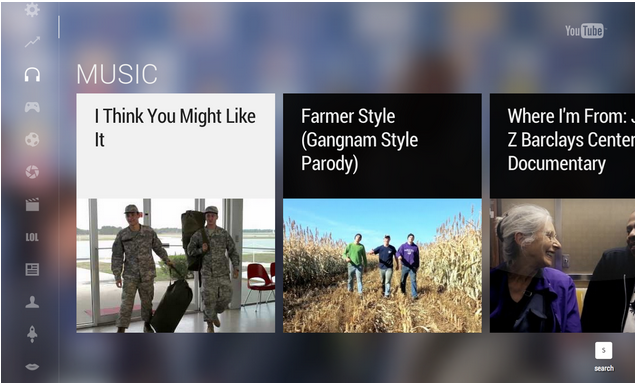 YouTube
MUSIC
I Think You Might Like
It
Farmer Style
(Gangnam Style
Parody)
Where I'm From: J
Z Barclays Center
Documentary
LOL
5
search